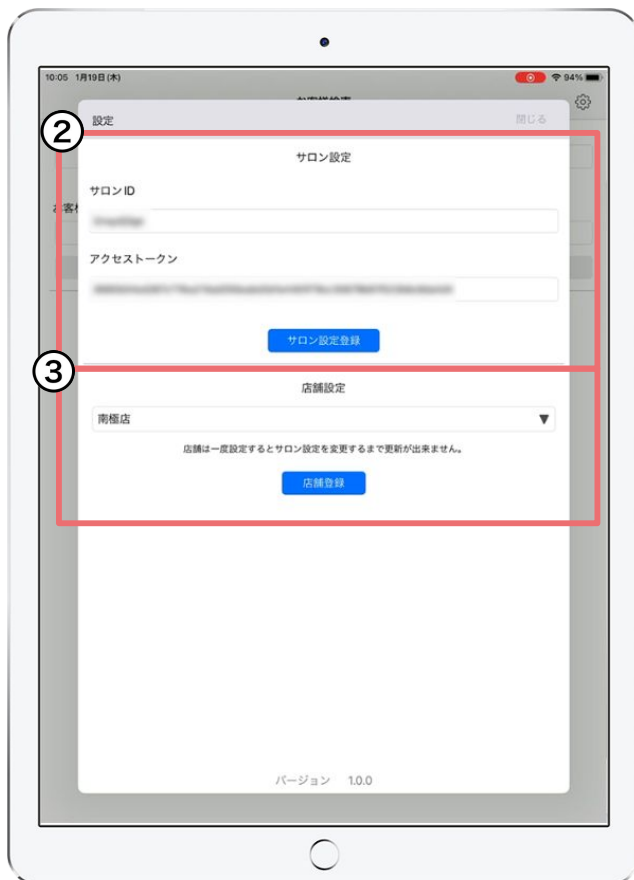 10:05 1月19日(木)
94%
設定
閉じる
②
サロン設定
サロンID
お客様
アクセストークン
サロン設定登録
③
店舗設定
南極店
▼
店舗は一度設定するとサロン設定を変更するまで更新が出来ません。
店舗登録
バージョン 1.0.0